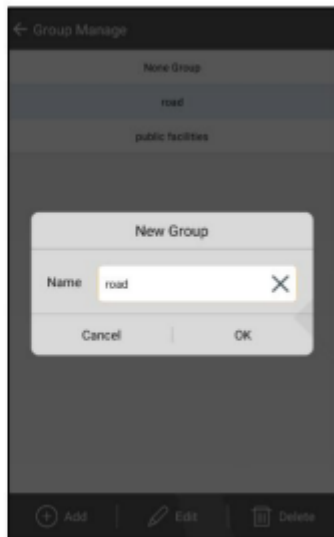 Group Manage
None Group
road
public facilities
New Group
Name road
Cancel OK
Add Edit Delete